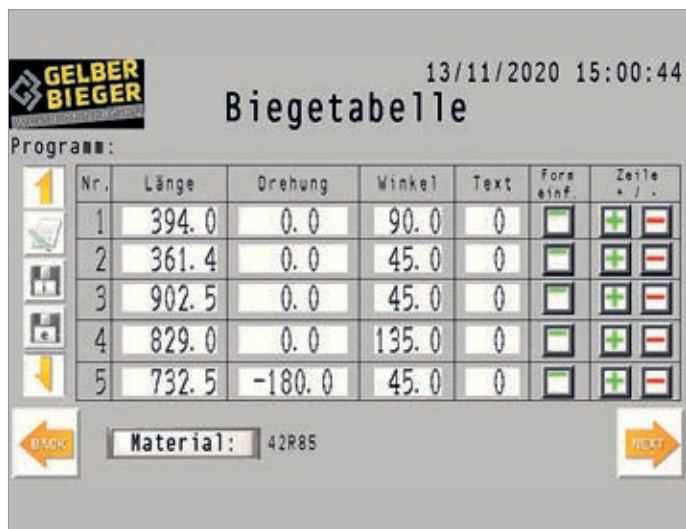 GELBER
BIEGER
13/11/2020 15:00:44
Biegetabelle
Programm:
Nr. Länge Drehung Winkel Text Form einf. Zeile + / -
1 394.0 0.0 90.0 0 + -
2 361.4 0.0 45.0 0 + -
3 902.5 0.0 45.0 0 + -
4 829.0 0.0 135.0 0 + -
5 732.5 -180.0 45.0 0 + -
BACK Material: 42R85 NEXT